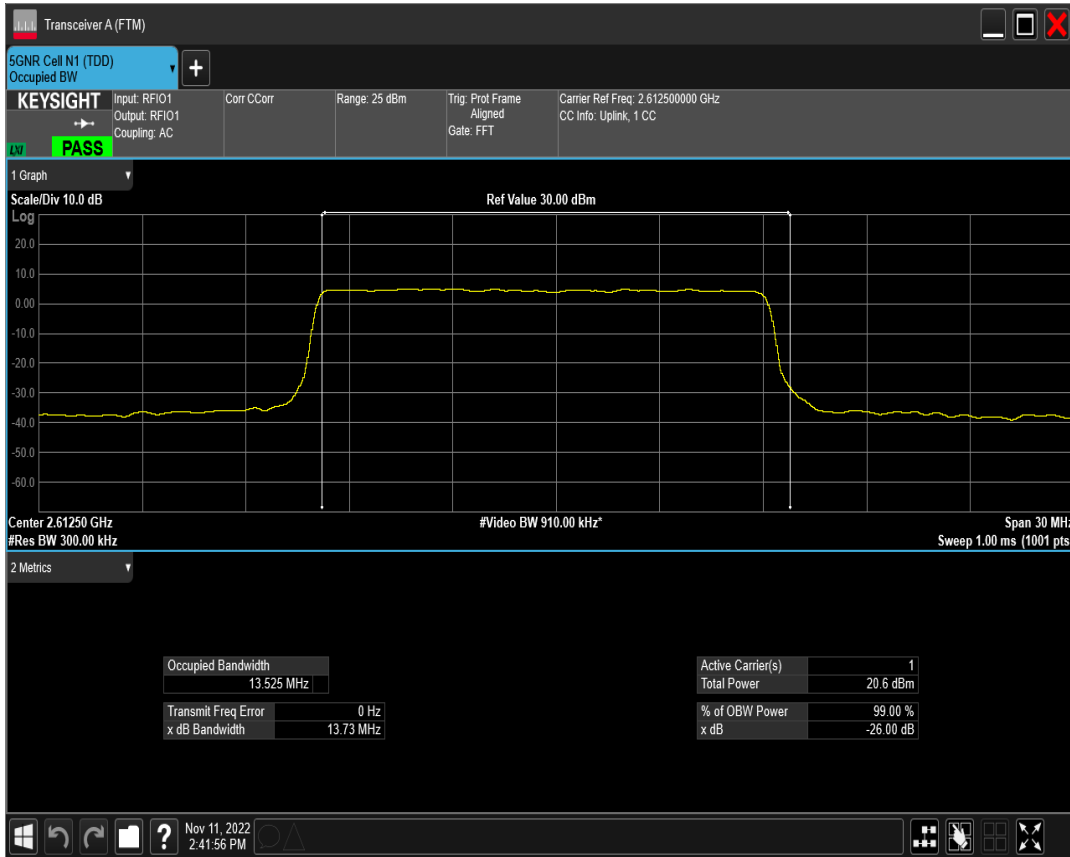 Transceiver A (FTM)
5GNR Cell N1 (TDD)
Occupied BW
KEYSIGHT
LXI
PASS
Input: RFIO1
Output: RFIO1
Coupling: AC
Corr CCorr
Range: 25 dBm
Trig: Prot Frame
Aligned
Gate: FFT
Carrier Ref Freq: 2.612500000 GHz
CC Info: Uplink, 1 CC
1 Graph
Scale/Div 10.0 dB
Ref Value 30.00 dBm
Log
20.0
10.0
0.00
-10.0
-20.0
-30.0
-40.0
-50.0
-60.0
Center 2.61250 GHz
#Video BW 910.00 kHz*
Span 30 MHz
#Res BW 300.00 kHz
Sweep 1.00 ms (1001 pts
2 Metrics
Occupied Bandwidth
13.525 MHz
Transmit Freq Error 0 Hz
x dB Bandwidth 13.73 MHz
Active Carrier(s) 1
Total Power 20.6 dBm
% of OBW Power 99.00 %
x dB -26.00 dB
Nov 11, 2022
2:41:56 PM